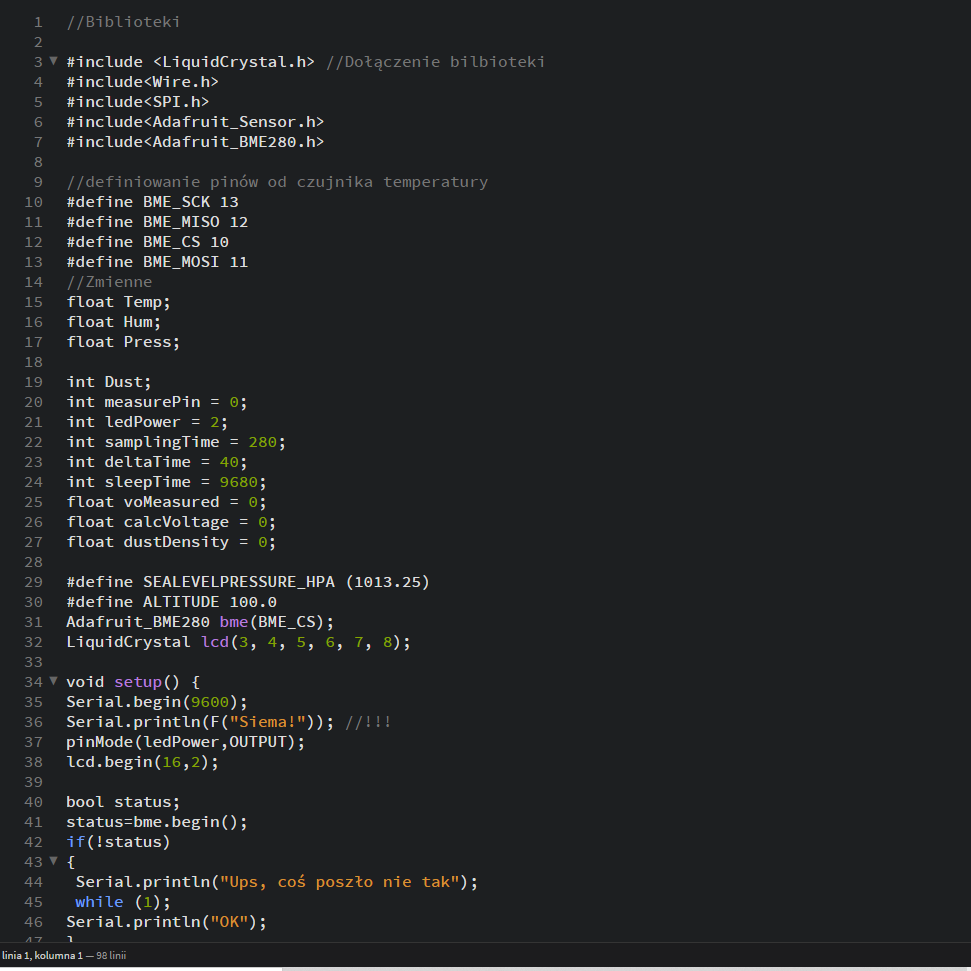 1 //Biblioteki
2
3 #include <LiquidCrystal.h> //Dołączenie bilbioteki
4 #include<Wire.h>
5 #include<SPI.h>
6 #include<Adafruit_Sensor.h>
7 #include<Adafruit_BME280.h>
8
9 //definiowanie pinów od czujnika temperatury
10 #define BME_SCK 13
11 #define BME_MISO 12
12 #define BME_CS 10
13 #define BME_MOSI 11
14 //Zmienne
15 float Temp;
16 float Hum;
17 float Press;
18
19 int Dust;
20 int measurePin = 0;
21 int ledPower = 2;
22 int samplingTime = 280;
23 int deltaTime = 40;
24 int sleepTime = 9680;
25 float voMeasured = 0;
26 float calcVoltage = 0;
27 float dustDensity = 0;
28
29 #define SEALEVELPRESSURE_HPA (1013.25)
30 #define ALTITUDE 100.0
31 Adafruit_BME280 bme(BME_CS);
32 LiquidCrystal lcd(3, 4, 5, 6, 7, 8);
33
34 void setup() {
35 Serial.begin(9600);
36 Serial.println(F("Siema!")); //!!!
37 pinMode(ledPower,OUTPUT);
38 lcd.begin(16,2);
39
40 bool status;
41 status=bme.begin();
42 if(!status)
43 {
44 Serial.println("Ups, coś poszło nie tak");
45 while (1);
46 Serial.println("OK");
47 }
linia 1, kolumna 1 — 98 linii